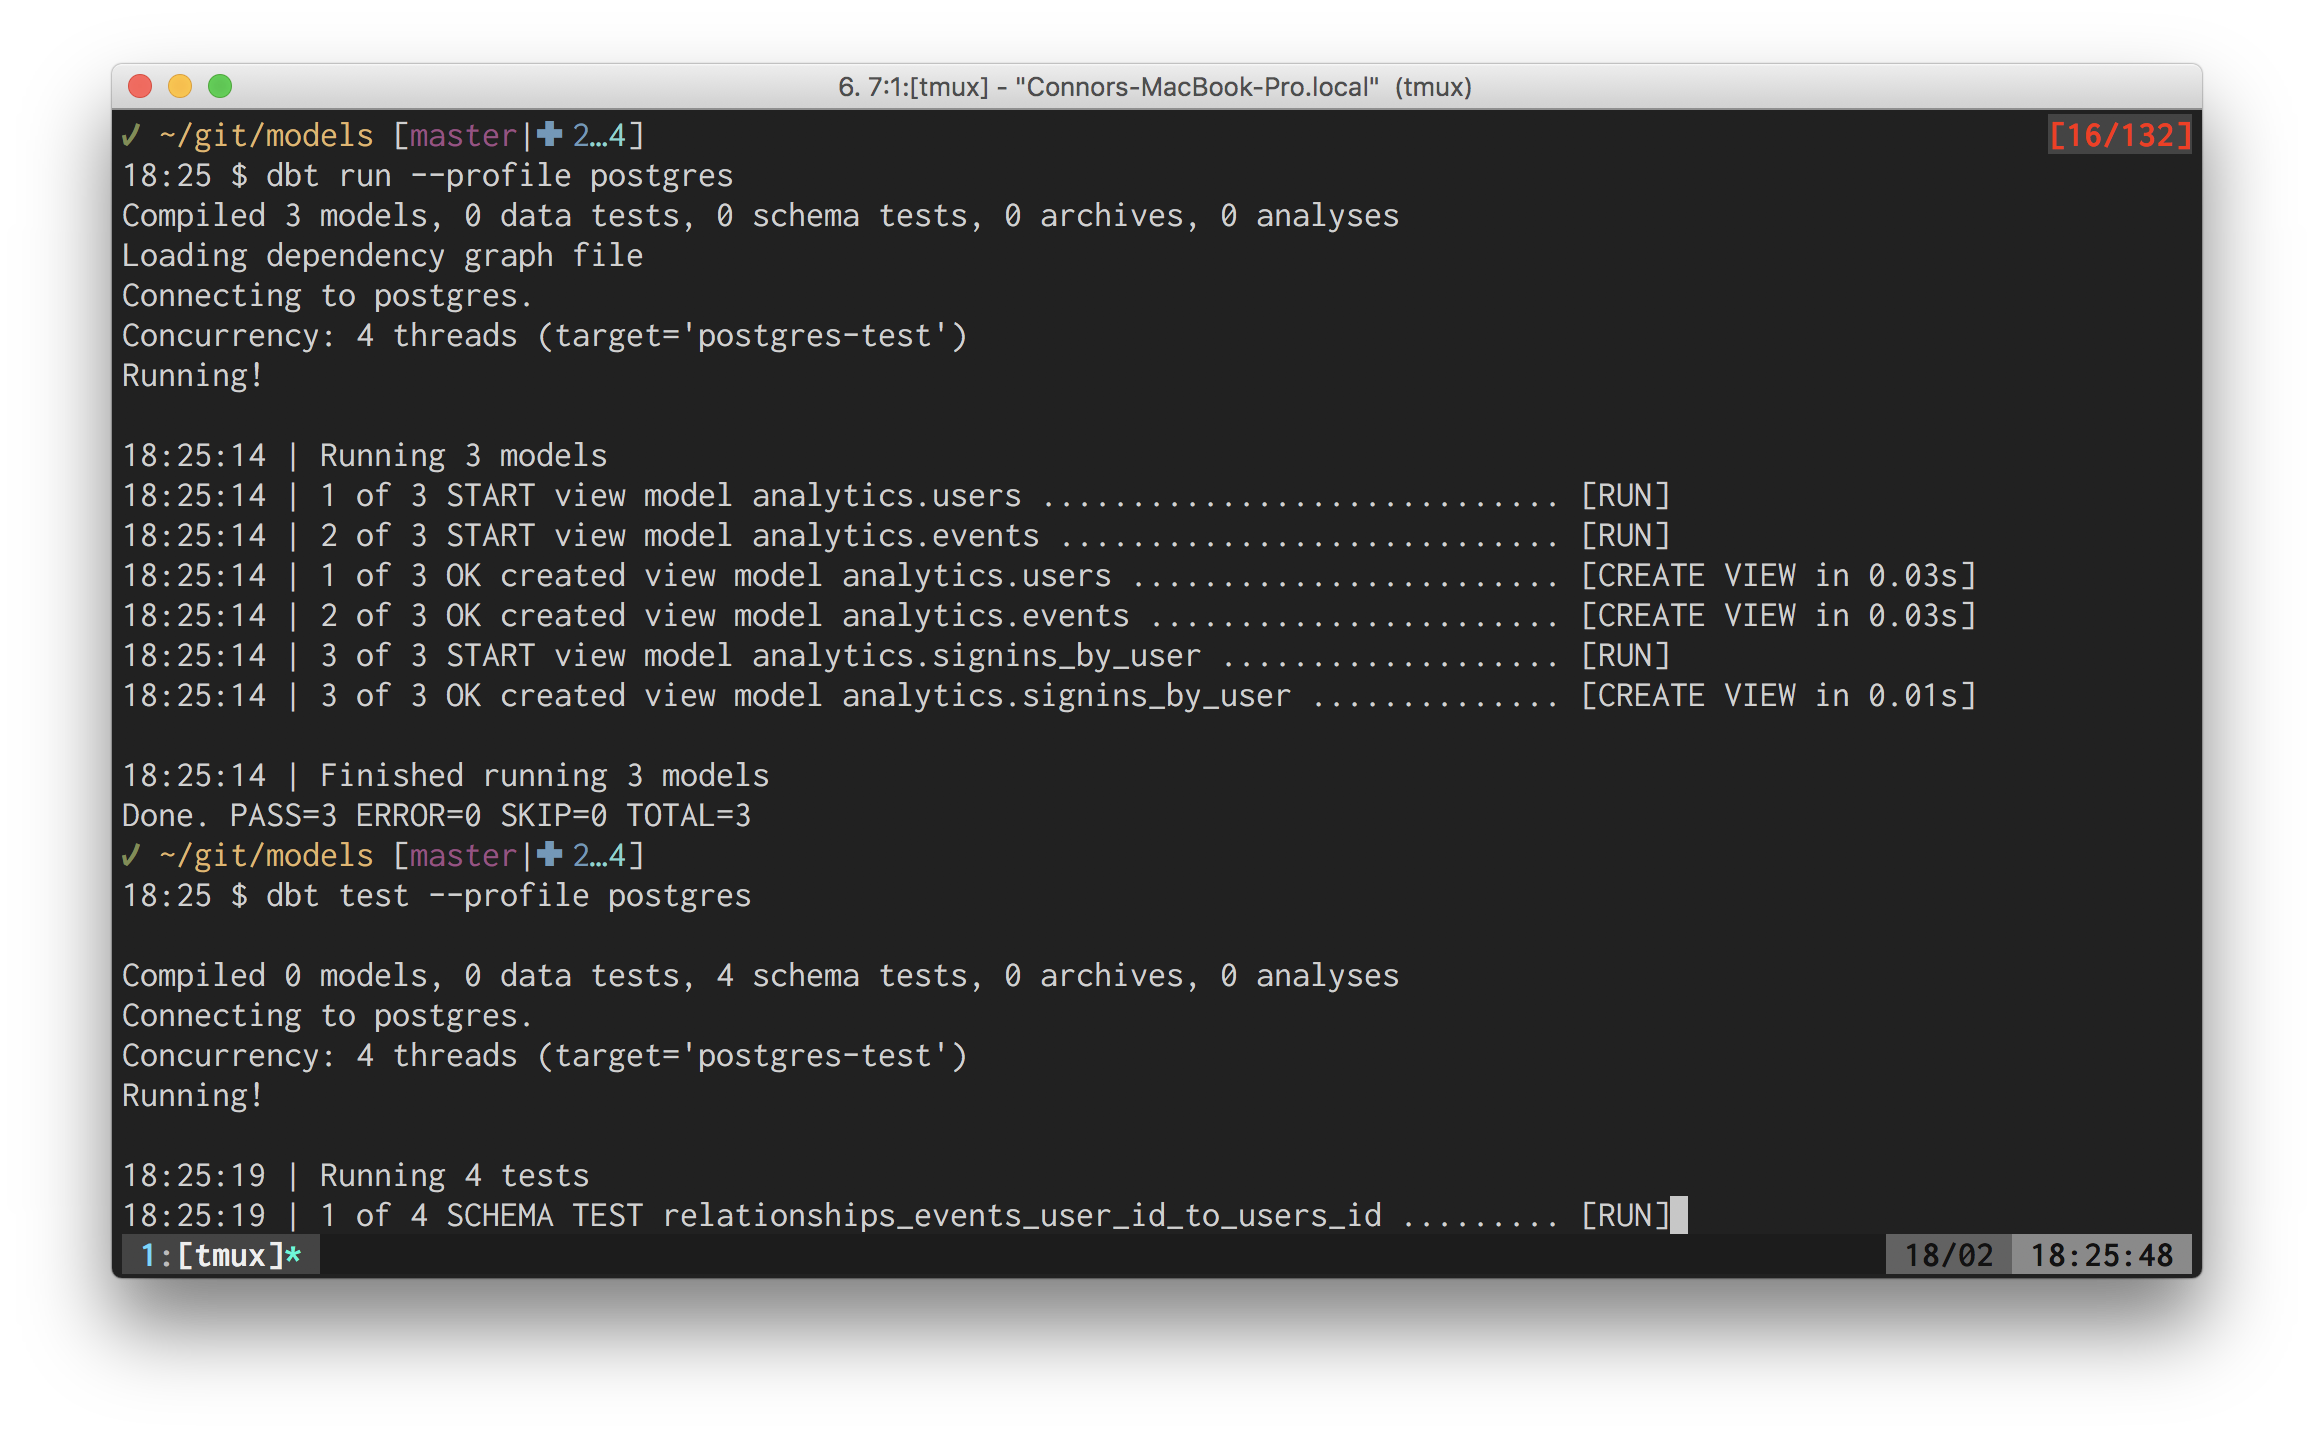 6. 7:1:[tmux] - "Connors-MacBook-Pro.local" (tmux)
✓ ~/git/models [master|✚ 2…4] [16/132]
18:25 $ dbt run --profile postgres
Compiled 3 models, 0 data tests, 0 schema tests, 0 archives, 0 analyses
Loading dependency graph file
Connecting to postgres.
Concurrency: 4 threads (target='postgres-test')
Running!
18:25:14 | Running 3 models
18:25:14 | 1 of 3 START view model analytics.users ............................. [RUN]
18:25:14 | 2 of 3 START view model analytics.events ............................ [RUN]
18:25:14 | 1 of 3 OK created view model analytics.users ........................ [CREATE VIEW in 0.03s]
18:25:14 | 2 of 3 OK created view model analytics.events ....................... [CREATE VIEW in 0.03s]
18:25:14 | 3 of 3 START view model analytics.signins_by_user ................... [RUN]
18:25:14 | 3 of 3 OK created view model analytics.signins_by_user .............. [CREATE VIEW in 0.01s]
18:25:14 | Finished running 3 models
Done. PASS=3 ERROR=0 SKIP=0 TOTAL=3
✓ ~/git/models [master|✚ 2…4]
18:25 $ dbt test --profile postgres
Compiled 0 models, 0 data tests, 4 schema tests, 0 archives, 0 analyses
Connecting to postgres.
Concurrency: 4 threads (target='postgres-test')
Running!
18:25:19 | Running 4 tests
18:25:19 | 1 of 4 SCHEMA TEST relationships_events_user_id_to_users_id ......... [RUN]
1:[tmux]* 18/02 18:25:48